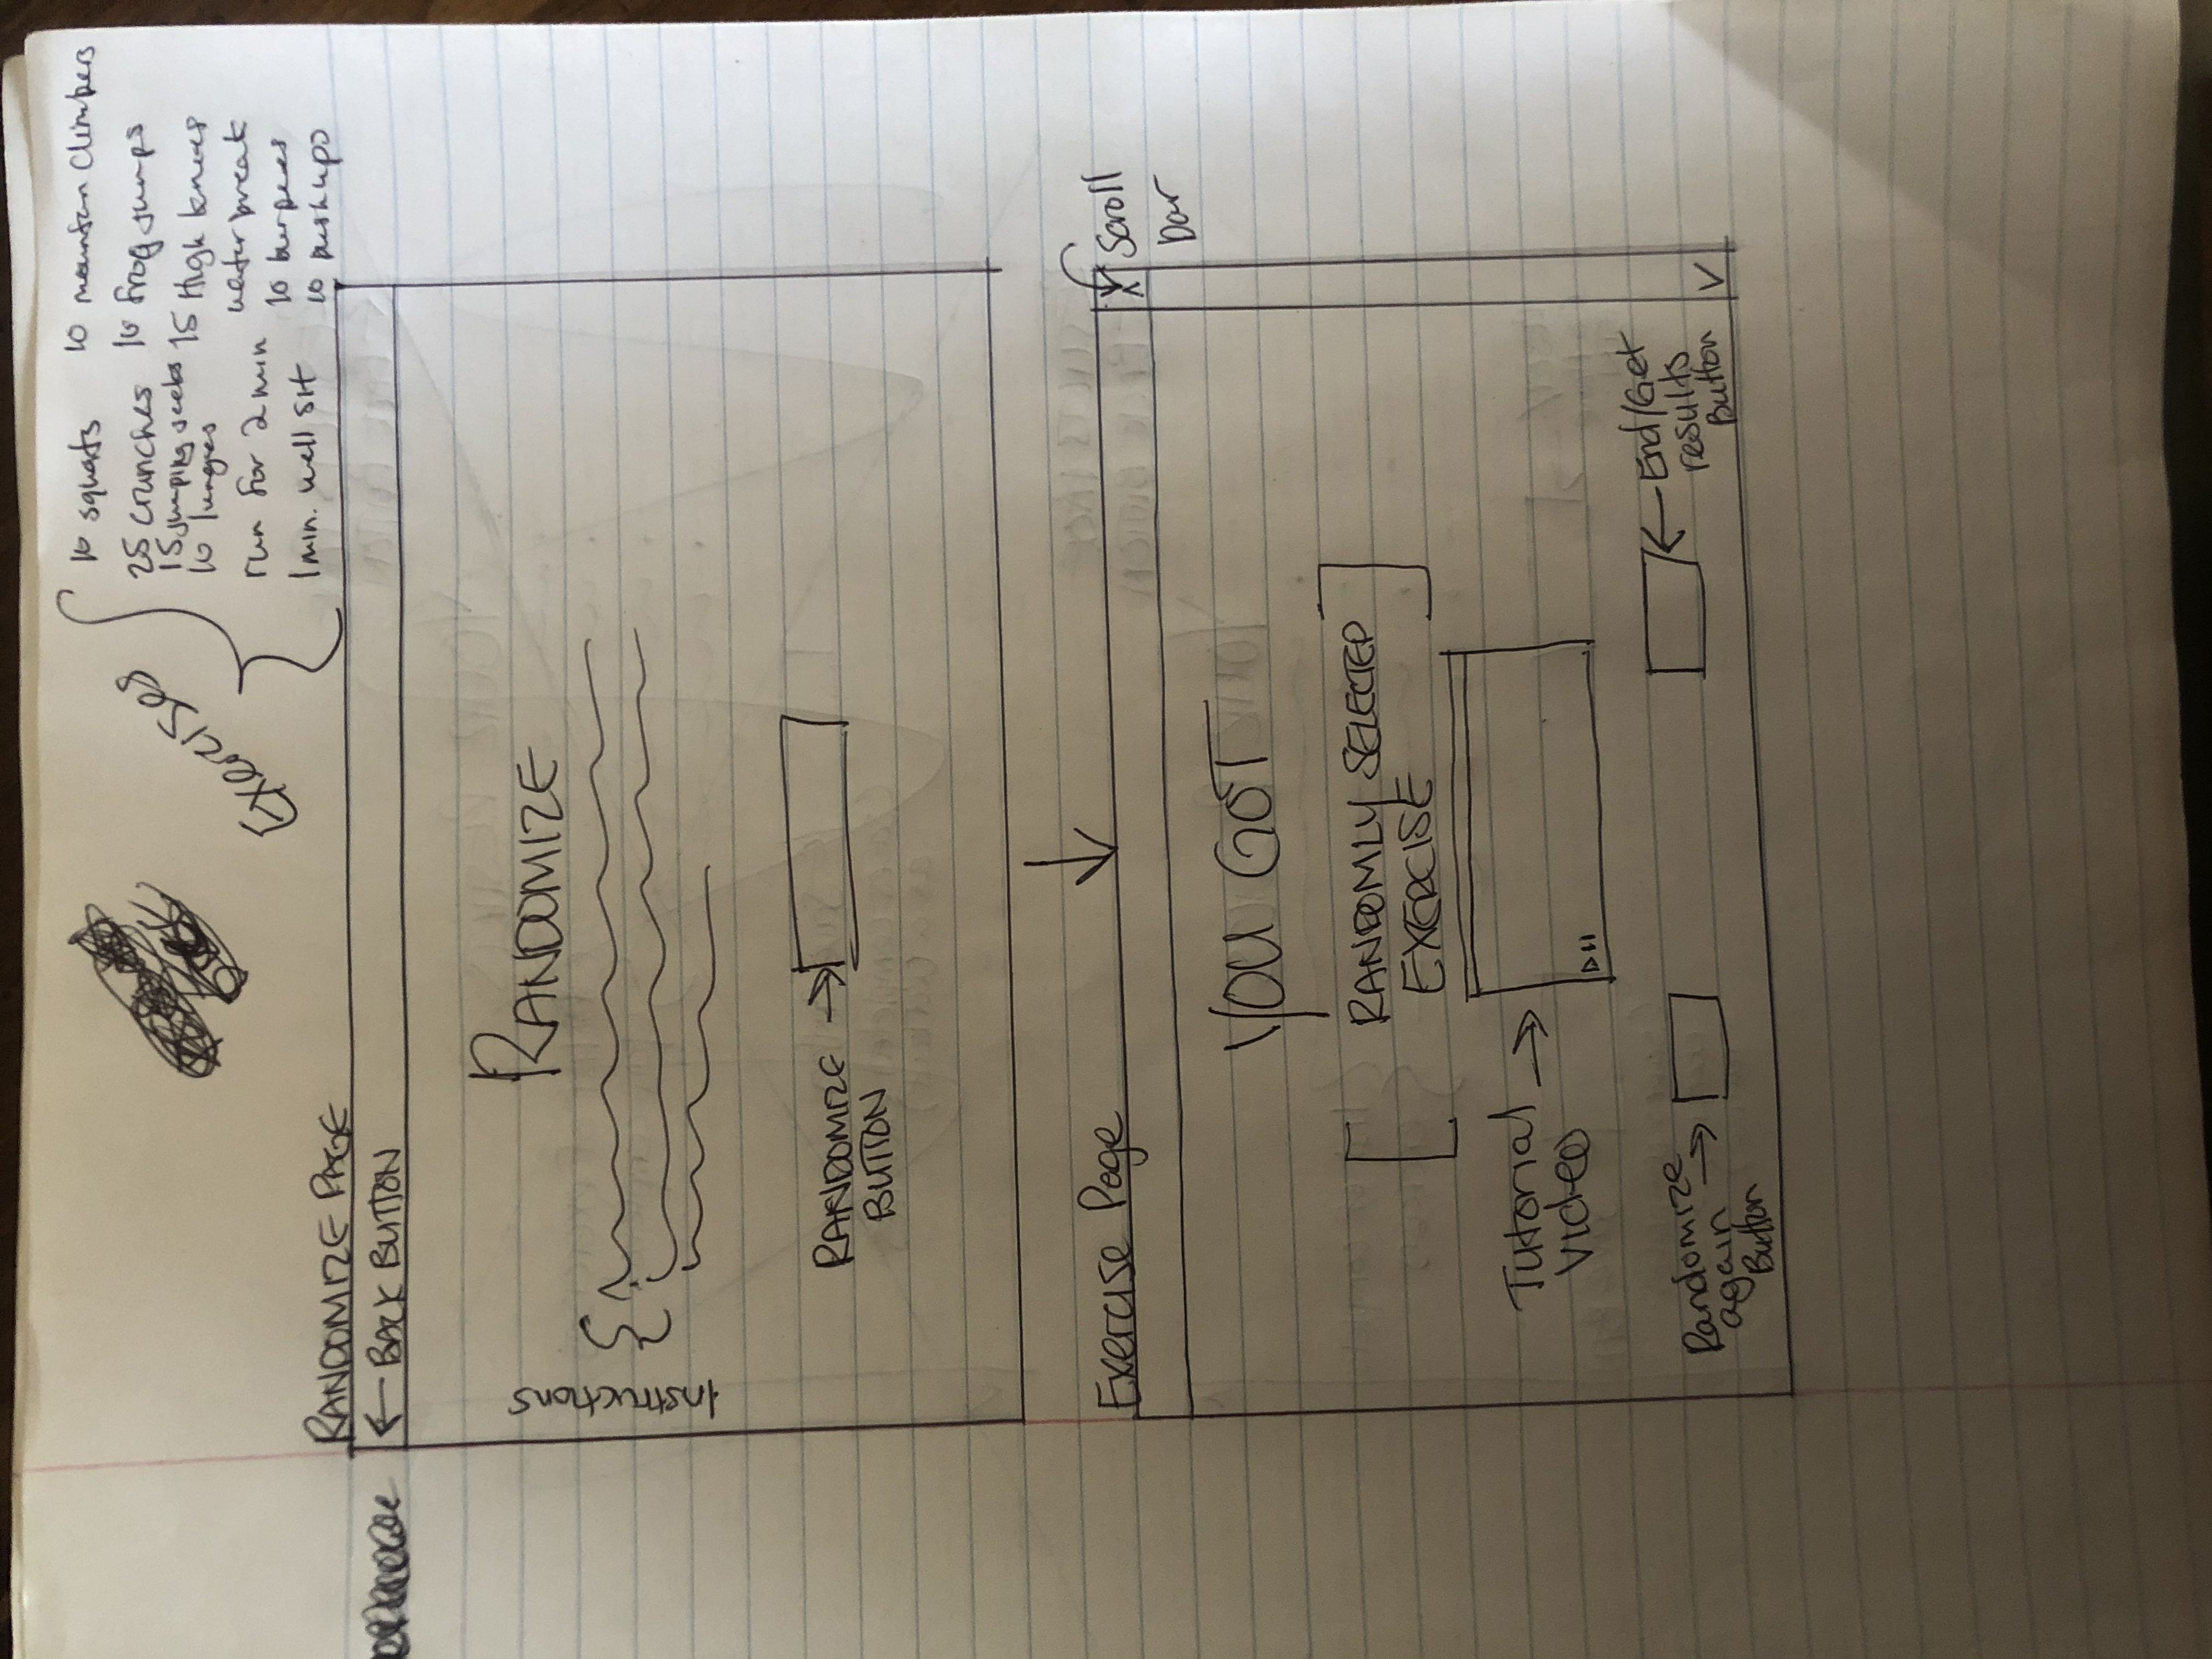 Exercises
10 squats
25 crunches
15 jumping jacks
10 lunges
run for 2 min
1 min. wall sit
10 mountain climbers
10 frog jumps
15 High knees
water break
10 burpees
10 push ups
RANDOMIZE PAGE
← BACK BUTTON
RANDOMIZE
Instructions
RANDOMIZE →
BUTTON
Exercise Page
Scroll
bar
YOU GOT
[RANDOMLY SELECTED
EXERCISE]
Tutorial →
Video
Randomize →
again
Button
← End/Get
results
Button